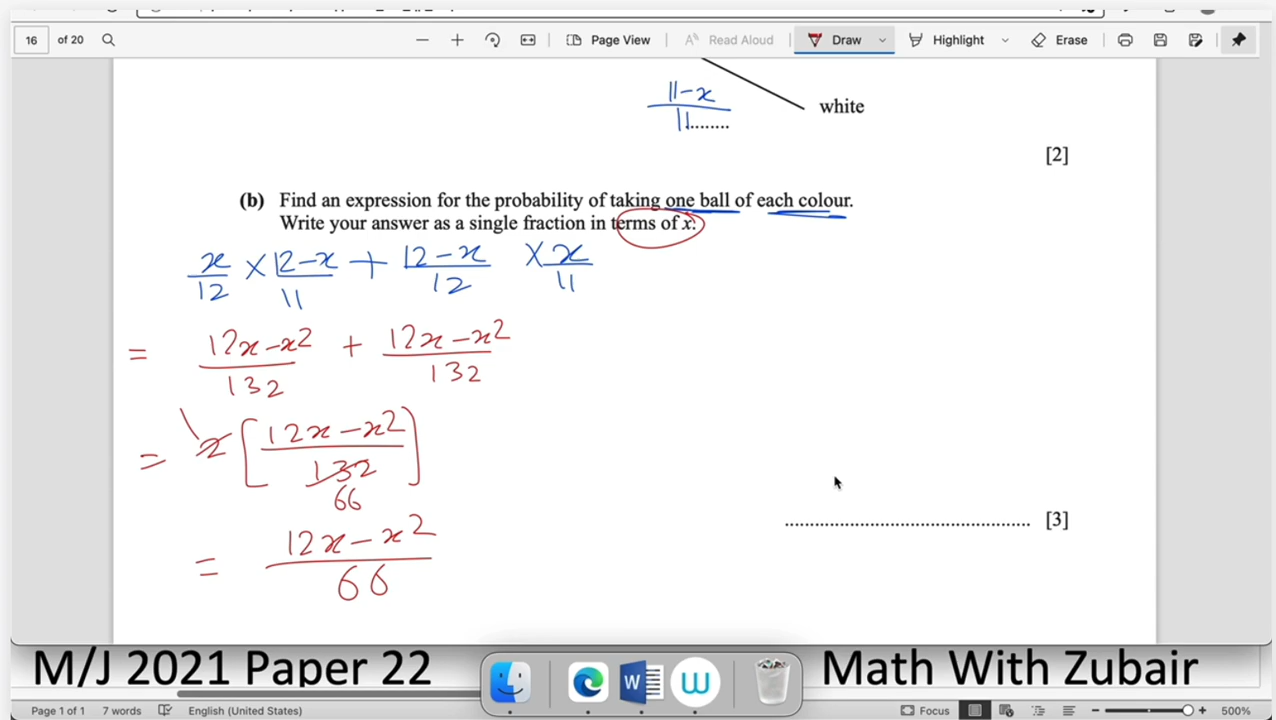 16 of 20 Page View Read Aloud Draw Highlight Erase
11-x
11........
white
[2]
(b) Find an expression for the probability of taking one ball of each colour.
Write your answer as a single fraction in terms of x.
x/12 × 12-x/11 + 12-x/12 × x/11
= 12x-x²/132 + 12x-x²/132
= 2 [12x-x²/132] 1 66
= 12x-x²/66
................................................ [3]
M/J 2021 Paper 22
Math With Zubair
Page 1 of 1 7 words English (United States) Focus 500%